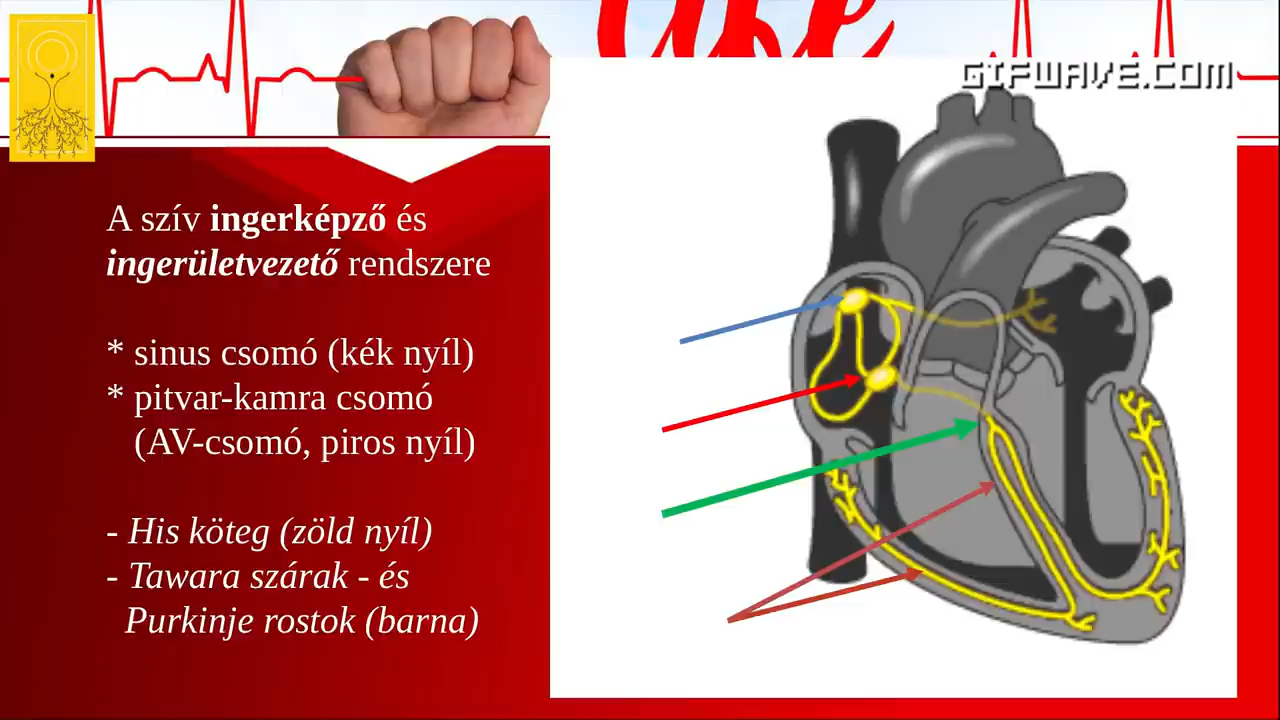 GIFWAVE.COM
A szív ingerképző és
ingerületvezető rendszere
* sinus csomó (kék nyíl)
* pitvar-kamra csomó
(AV-csomó, piros nyíl)
- His köteg (zöld nyíl)
- Tawara szárak - és
Purkinje rostok (barna)